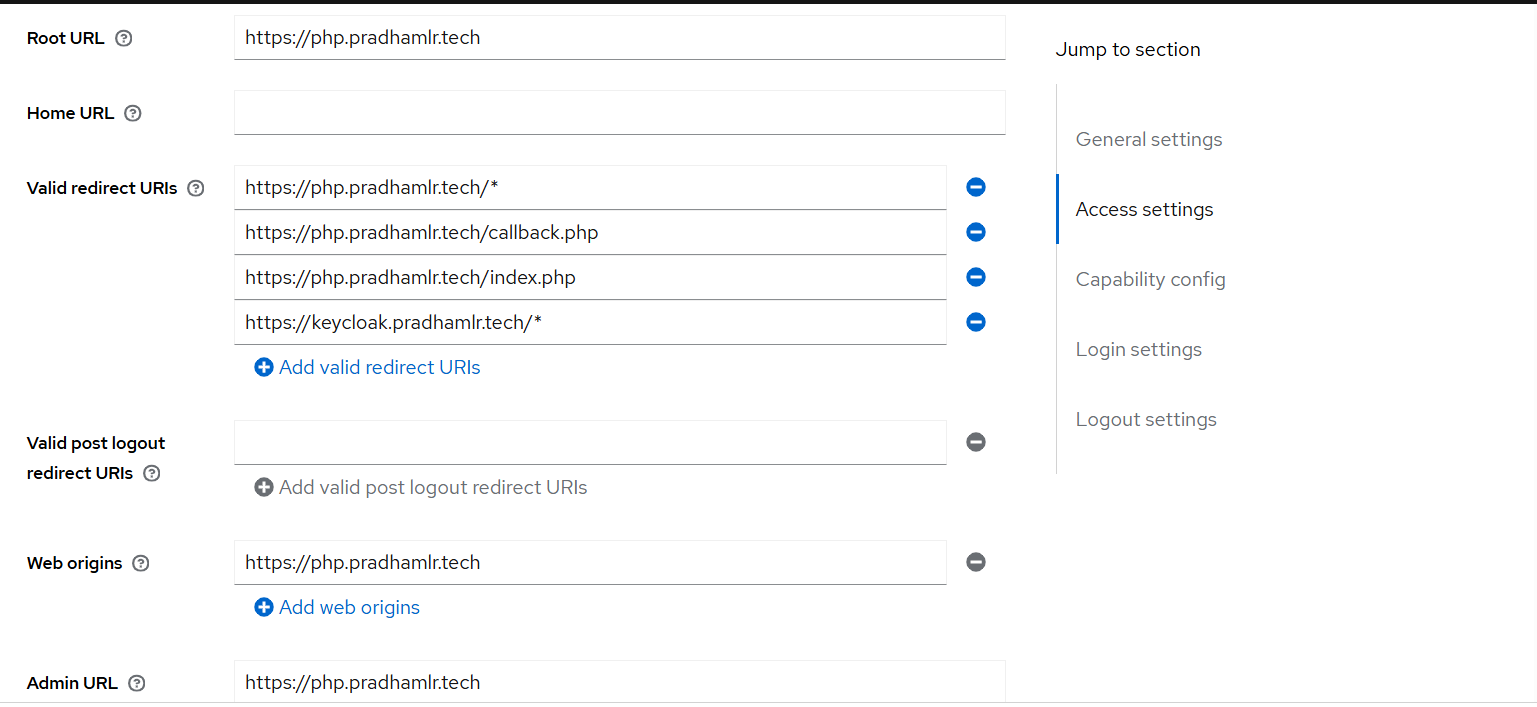 Root URL
https://php.pradhamlr.tech
Jump to section
Home URL
General settings
Valid redirect URIs
https://php.pradhamlr.tech/*
https://php.pradhamlr.tech/callback.php
Access settings
https://php.pradhamlr.tech/index.php
Capability config
https://keycloak.pradhamlr.tech/*
Add valid redirect URIs
Login settings
Valid post logout
redirect URIs
Logout settings
Add valid post logout redirect URIs
Web origins
https://php.pradhamlr.tech
Add web origins
Admin URL
https://php.pradhamlr.tech